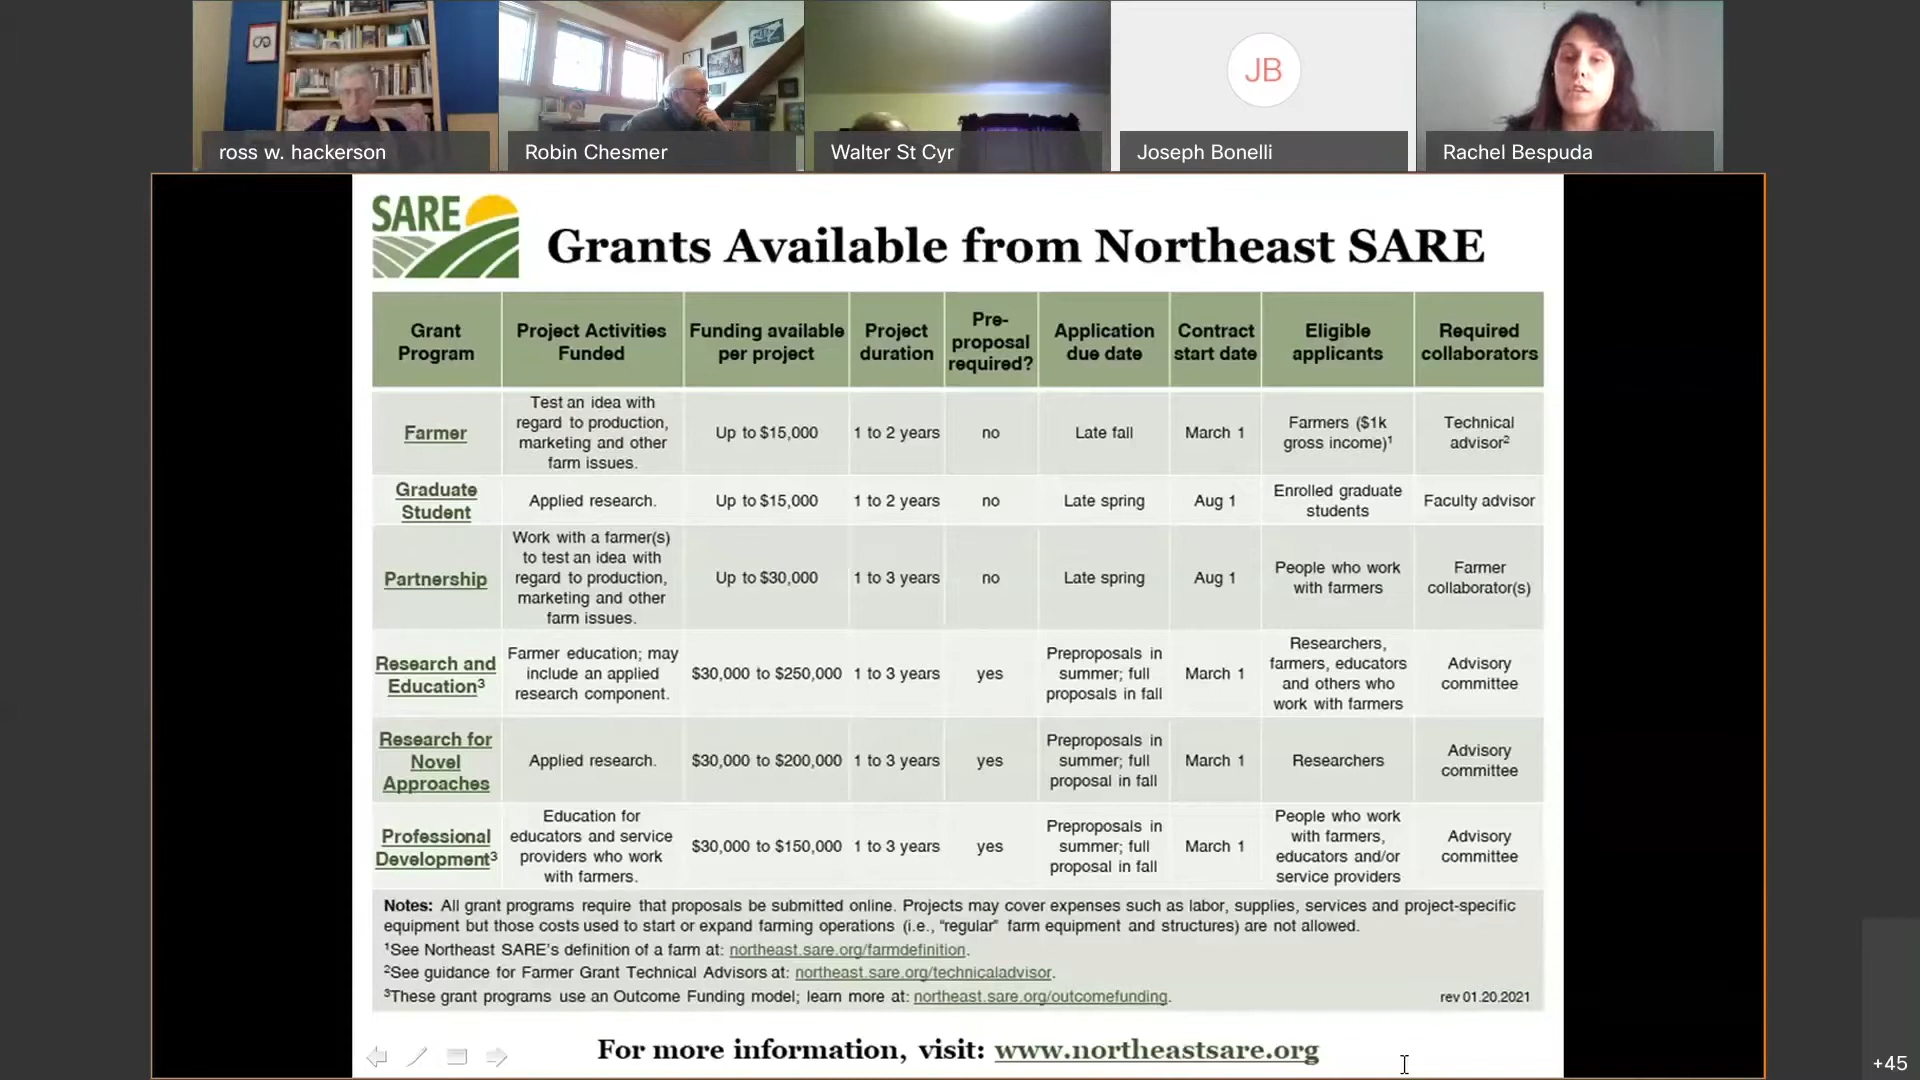 JB
ross w. hackerson
Robin Chesmer
Walter St Cyr
Joseph Bonelli
Rachel Bespuda
SARE
Grants Available from Northeast SARE
Grant
Program
Project Activities
Funded
Funding available
per project
Project
duration
Pre-
proposal
required?
Application
due date
Contract
start date
Eligible
applicants
Required
collaborators
Farmer
Test an idea with
regard to production,
marketing and other
farm issues.
Up to $15,000
1 to 2 years
no
Late fall
March 1
Farmers ($1k
gross income)¹
Technical
advisor²
Graduate
Student
Applied research.
Up to $15,000
1 to 2 years
no
Late spring
Aug 1
Enrolled graduate
students
Faculty advisor
Partnership
Work with a farmer(s)
to test an idea with
regard to production,
marketing and other
farm issues.
Up to $30,000
1 to 3 years
no
Late spring
Aug 1
People who work
with farmers
Farmer
collaborator(s)
Research and
Education³
Farmer education; may
include an applied
research component.
$30,000 to $250,000
1 to 3 years
yes
Preproposals in
summer; full
proposals in fall
March 1
Researchers,
farmers, educators
and others who
work with farmers
Advisory
committee
Research for
Novel
Approaches
Applied research.
$30,000 to $200,000
1 to 3 years
yes
Preproposals in
summer; full
proposal in fall
March 1
Researchers
Advisory
committee
Professional
Development³
Education for
educators and service
providers who work
with farmers.
$30,000 to $150,000
1 to 3 years
yes
Preproposals in
summer; full
proposal in fall
March 1
People who work
with farmers,
educators and/or
service providers
Advisory
committee
Notes: All grant programs require that proposals be submitted online. Projects may cover expenses such as labor, supplies, services and project-specific
equipment but those costs used to start or expand farming operations (i.e., “regular” farm equipment and structures) are not allowed.
¹See Northeast SARE’s definition of a farm at: northeast.sare.org/farmdefinition.
²See guidance for Farmer Grant Technical Advisors at: northeast.sare.org/technicaladvisor.
³These grant programs use an Outcome Funding model; learn more at: northeast.sare.org/outcomefunding.
rev 01.20.2021
For more information, visit: www.northeastsare.org
+45